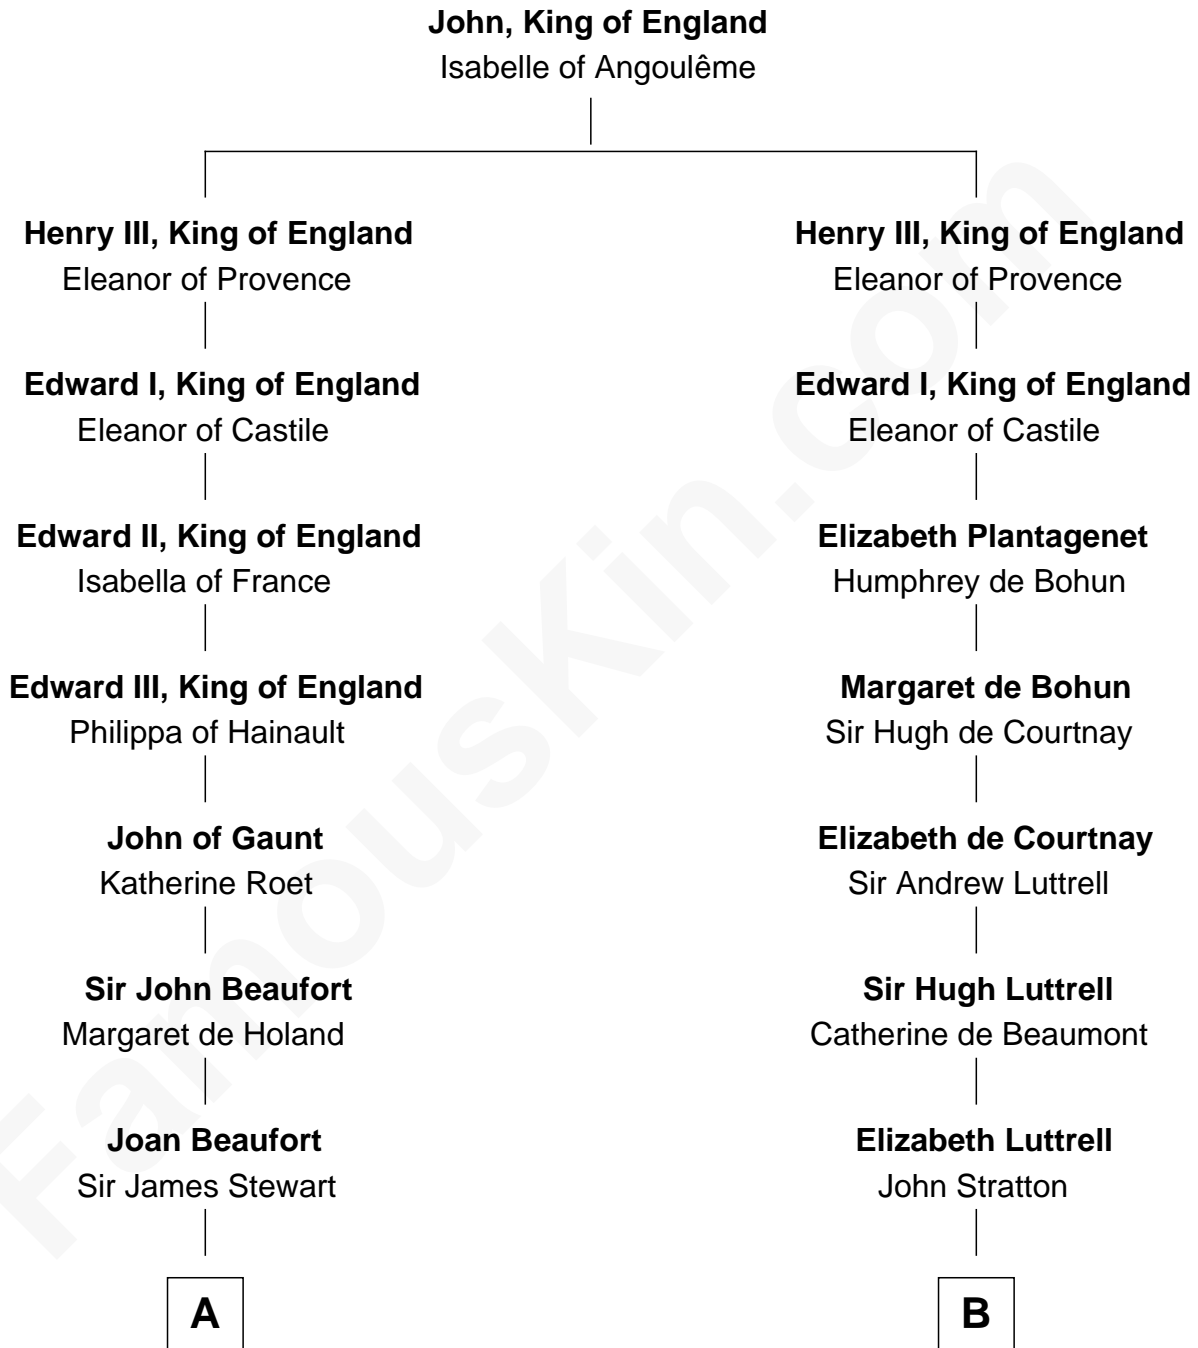 John, King of England
Isabelle of Angoulême
Henry III, King of England
Eleanor of Provence
Edward I, King of England
Eleanor of Castile
Edward II, King of England
Isabella of France
Edward III, King of England
Philippa of Hainault
John of Gaunt
Katherine Roet
Sir John Beaufort
Margaret de Holand
Joan Beaufort
Sir James Stewart
A
Henry III, King of England
Eleanor of Provence
Edward I, King of England
Eleanor of Castile
Elizabeth Plantagenet
Humphrey de Bohun
Margaret de Bohun
Sir Hugh de Courtnay
Elizabeth de Courtnay
Sir Andrew Luttrell
Sir Hugh Luttrell
Catherine de Beaumont
Elizabeth Luttrell
John Stratton
B
FamousKin.com